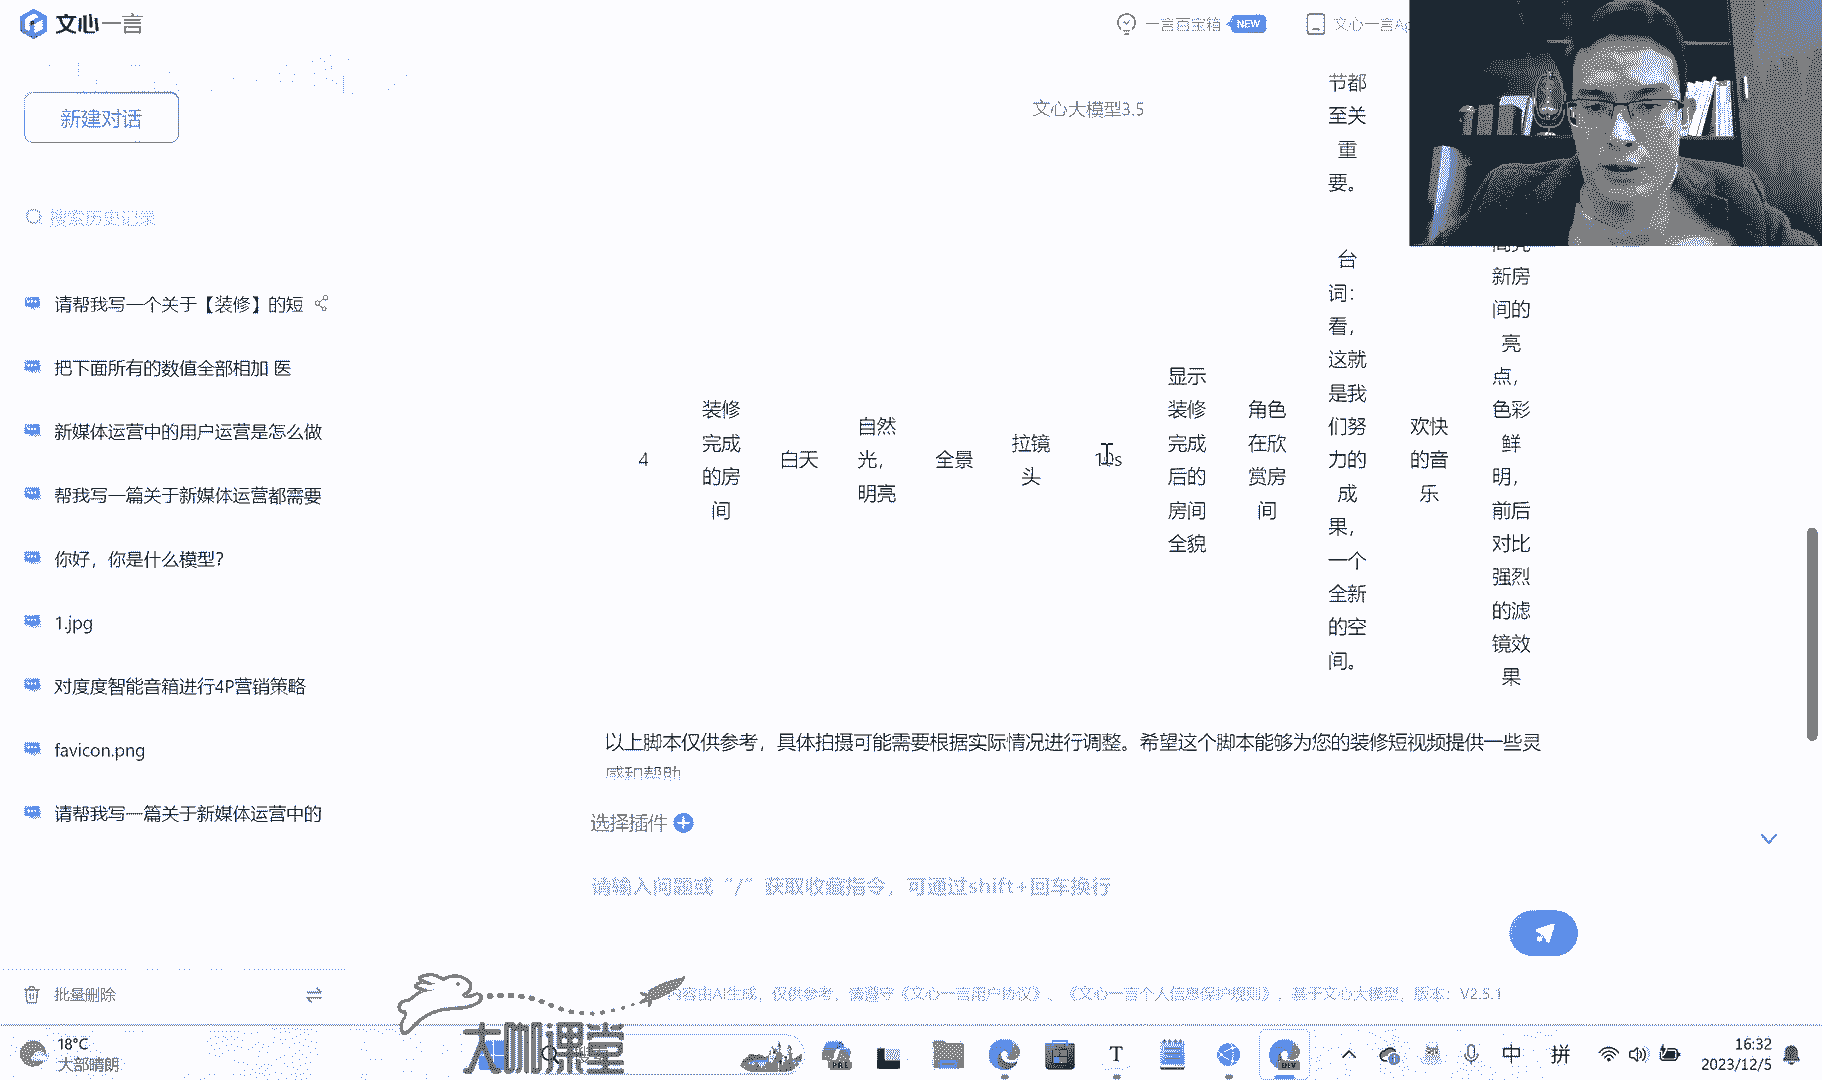 文心一言
一言百宝箱 NEW
文心一言Ap
新建对话
文心大模型3.5
搜索历史记录
请帮我写一个关于【装修】的短
把下面所有的数值全部相加 医
新媒体运营中的用户运营是怎么做
帮我写一篇关于新媒体运营都需要
你好，你是什么模型？
1.jpg
对度度智能音箱进行4P营销策略
favicon.png
请帮我写一篇关于新媒体运营中的
批量删除
节都
至关
重
要。
4
装修
完成
的房
间
白天
自然
光，
明亮
全景
拉镜
头
显示
装修
完成
后的
房间
全貌
角色
在欣
赏房
间
台
词：
看，
这就
是我
们努
力的
成
果，
一个
全新
的空
间。
欢快
的音
乐
新房
间的
亮
点，
色彩
鲜
明，
前后
对比
强烈
的滤
镜效
果
以上脚本仅供参考，具体拍摄可能需要根据实际情况进行调整。希望这个脚本能够为您的装修短视频提供一些灵
感和帮助
选择插件
请输入问题或“/”获取收藏指令，可通过shift+回车换行
内容由AI生成，仅供参考，请遵守《文心一言用户协议》、《文心一言个人信息保护规则》，基于文心大模型，版本：V2.5.1
大咖课堂
18°C
大部晴朗
PRE
T
DEV
中
拼
16:32
2023/12/5